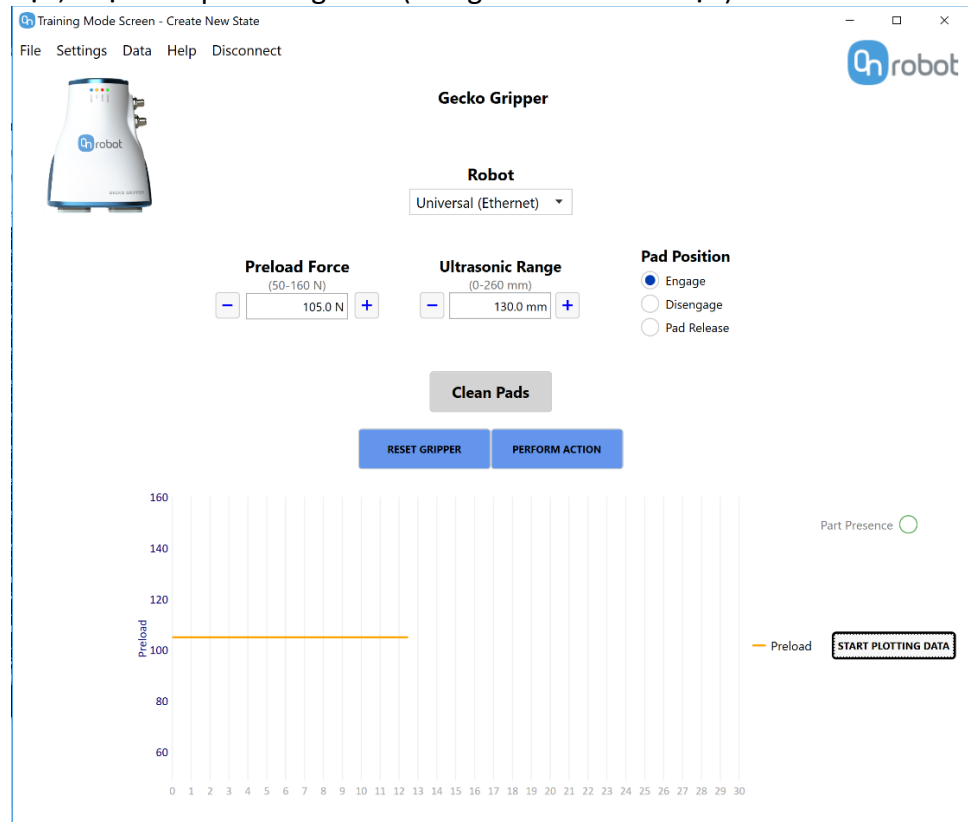 Training Mode Screen - Create New State
File Settings Data Help Disconnect
On robot
On robot
GECKO GRIPPER
Gecko Gripper
Robot
Universal (Ethernet)
Preload Force
(50-160 N)
− 105.0 N +
Ultrasonic Range
(0-260 mm)
− 130.0 mm +
Pad Position
Engage
Disengage
Pad Release
Clean Pads
RESET GRIPPER PERFORM ACTION
Part Presence
160
140
120
100
80
60
Preload
Preload
START PLOTTING DATA
0 1 2 3 4 5 6 7 8 9 10 11 12 13 14 15 16 17 18 19 20 21 22 23 24 25 26 27 28 29 30